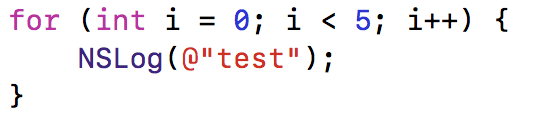 for (int i = 0; i < 5; i++) {
    NSLog(@"test");
}